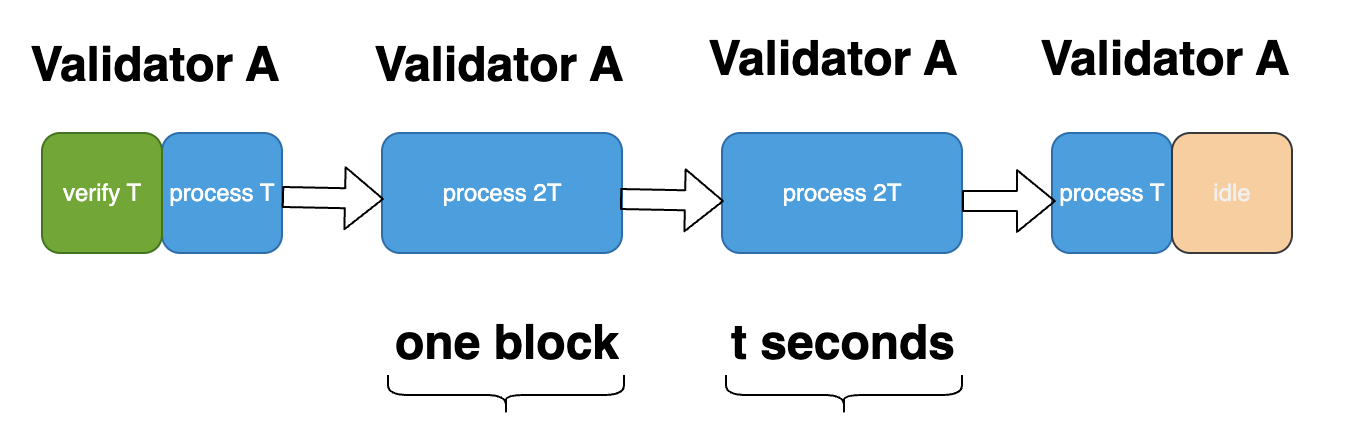 Validator A Validator A Validator A Validator A
verify T process T process 2T process 2T process T idle
one block t seconds